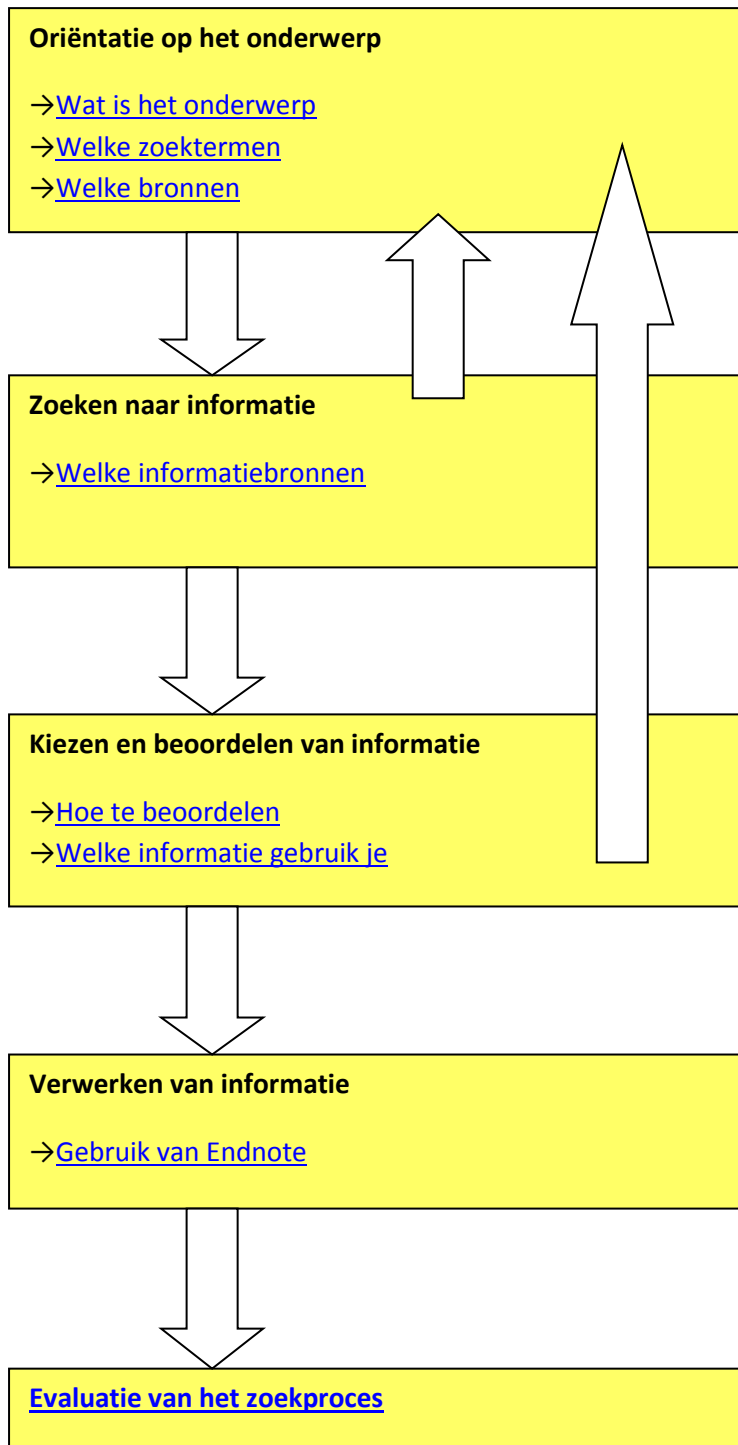 Oriëntatie op het onderwerp
→Wat is het onderwerp
→Welke zoektermen
→Welke bronnen
Zoeken naar informatie
→Welke informatiebronnen
Kiezen en beoordelen van informatie
→Hoe te beoordelen
→Welke informatie gebruik je
Verwerken van informatie
→Gebruik van Endnote
Evaluatie van het zoekproces